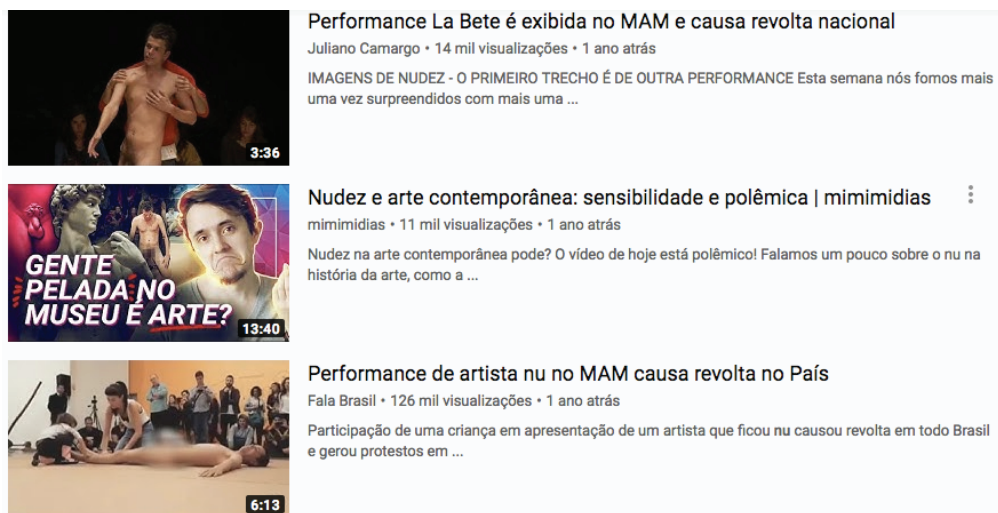 Performance La Bete é exibida no MAM e causa revolta nacional
Juliano Camargo • 14 mil visualizações • 1 ano atrás
IMAGENS DE NUDEZ - O PRIMEIRO TRECHO É DE OUTRA PERFORMANCE Esta semana nós fomos mais
uma vez surpreendidos com mais uma ...
3:36
Nudez e arte contemporânea: sensibilidade e polêmica | mimimidias
mimimidias • 11 mil visualizações • 1 ano atrás
Nudez na arte contemporânea pode? O vídeo de hoje está polêmico! Falamos um pouco sobre o nu na
história da arte, como a ...
GENTE
PELADA NO
MUSEU É ARTE?
13:40
Performance de artista nu no MAM causa revolta no País
Fala Brasil • 126 mil visualizações • 1 ano atrás
Participação de uma criança em apresentação de um artista que ficou nu causou revolta em todo Brasil
e gerou protestos em ...
6:13